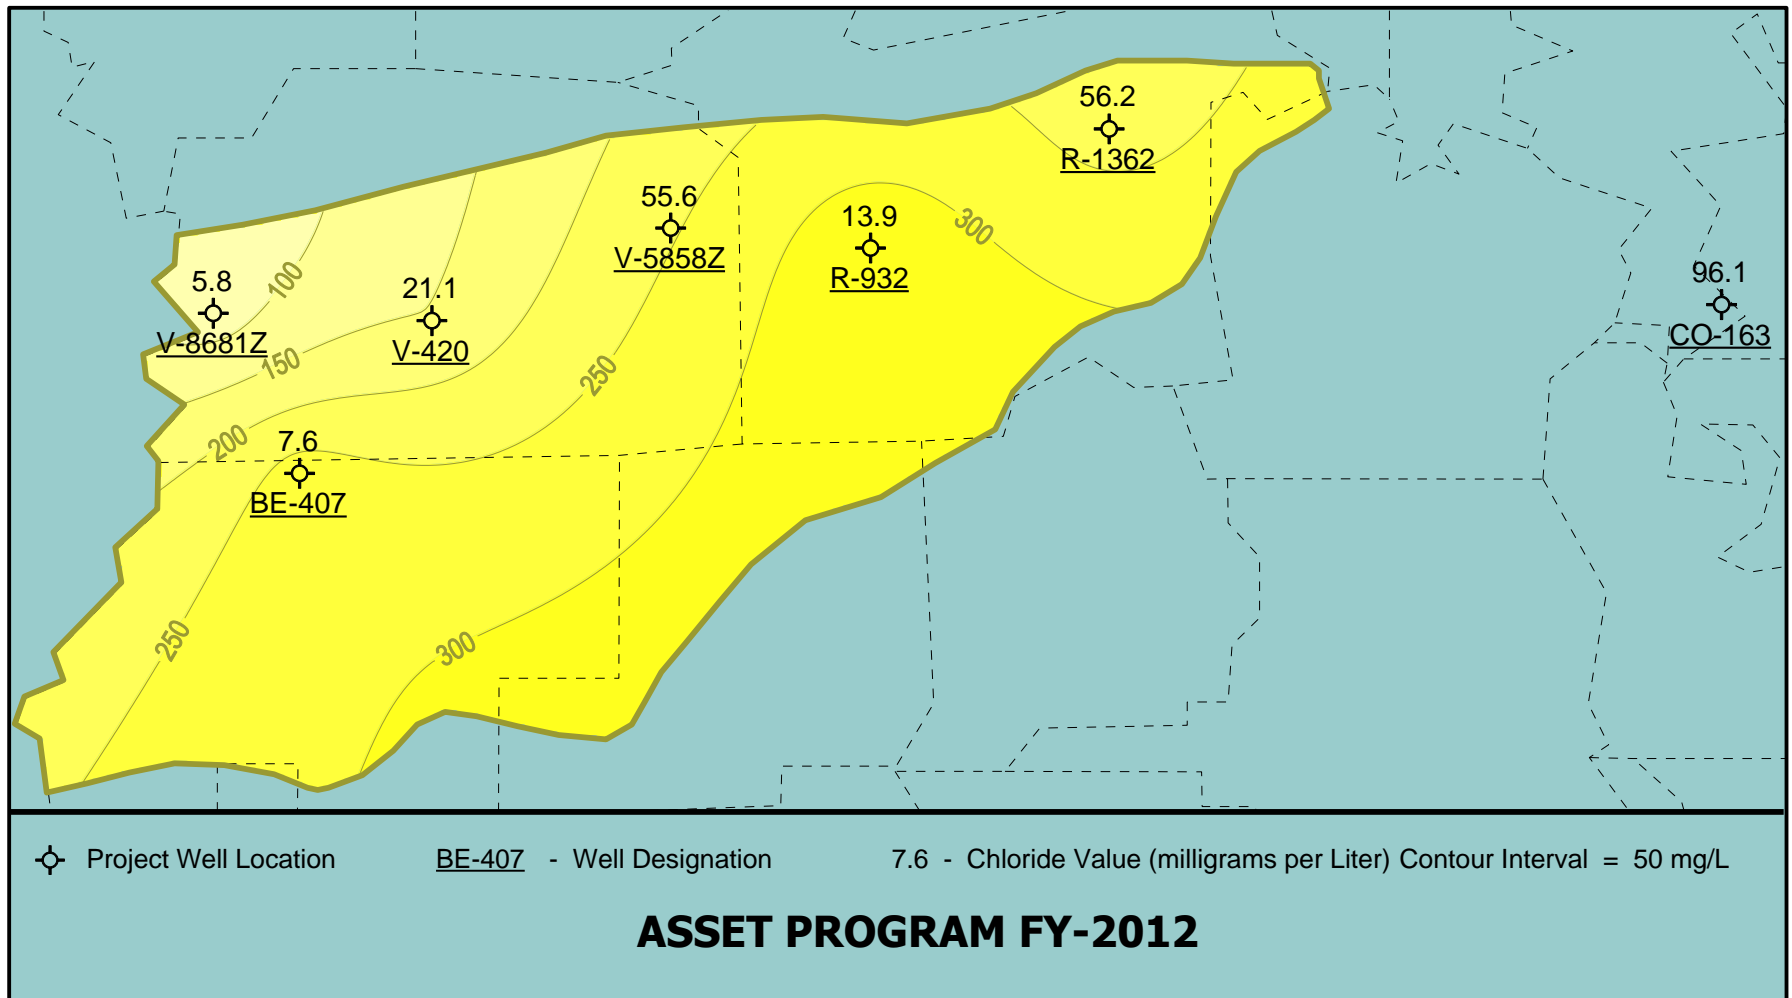 56.2
R-1362
55.6
V-5858Z
13.9
R-932
300
5.8
V-8681Z
100
21.1
V-420
96.1
CO-163
150
250
200
7.6
BE-407
250
300
Project Well Location
BE-407 - Well Designation
7.6 - Chloride Value (milligrams per Liter) Contour Interval = 50 mg/L
ASSET PROGRAM FY-2012